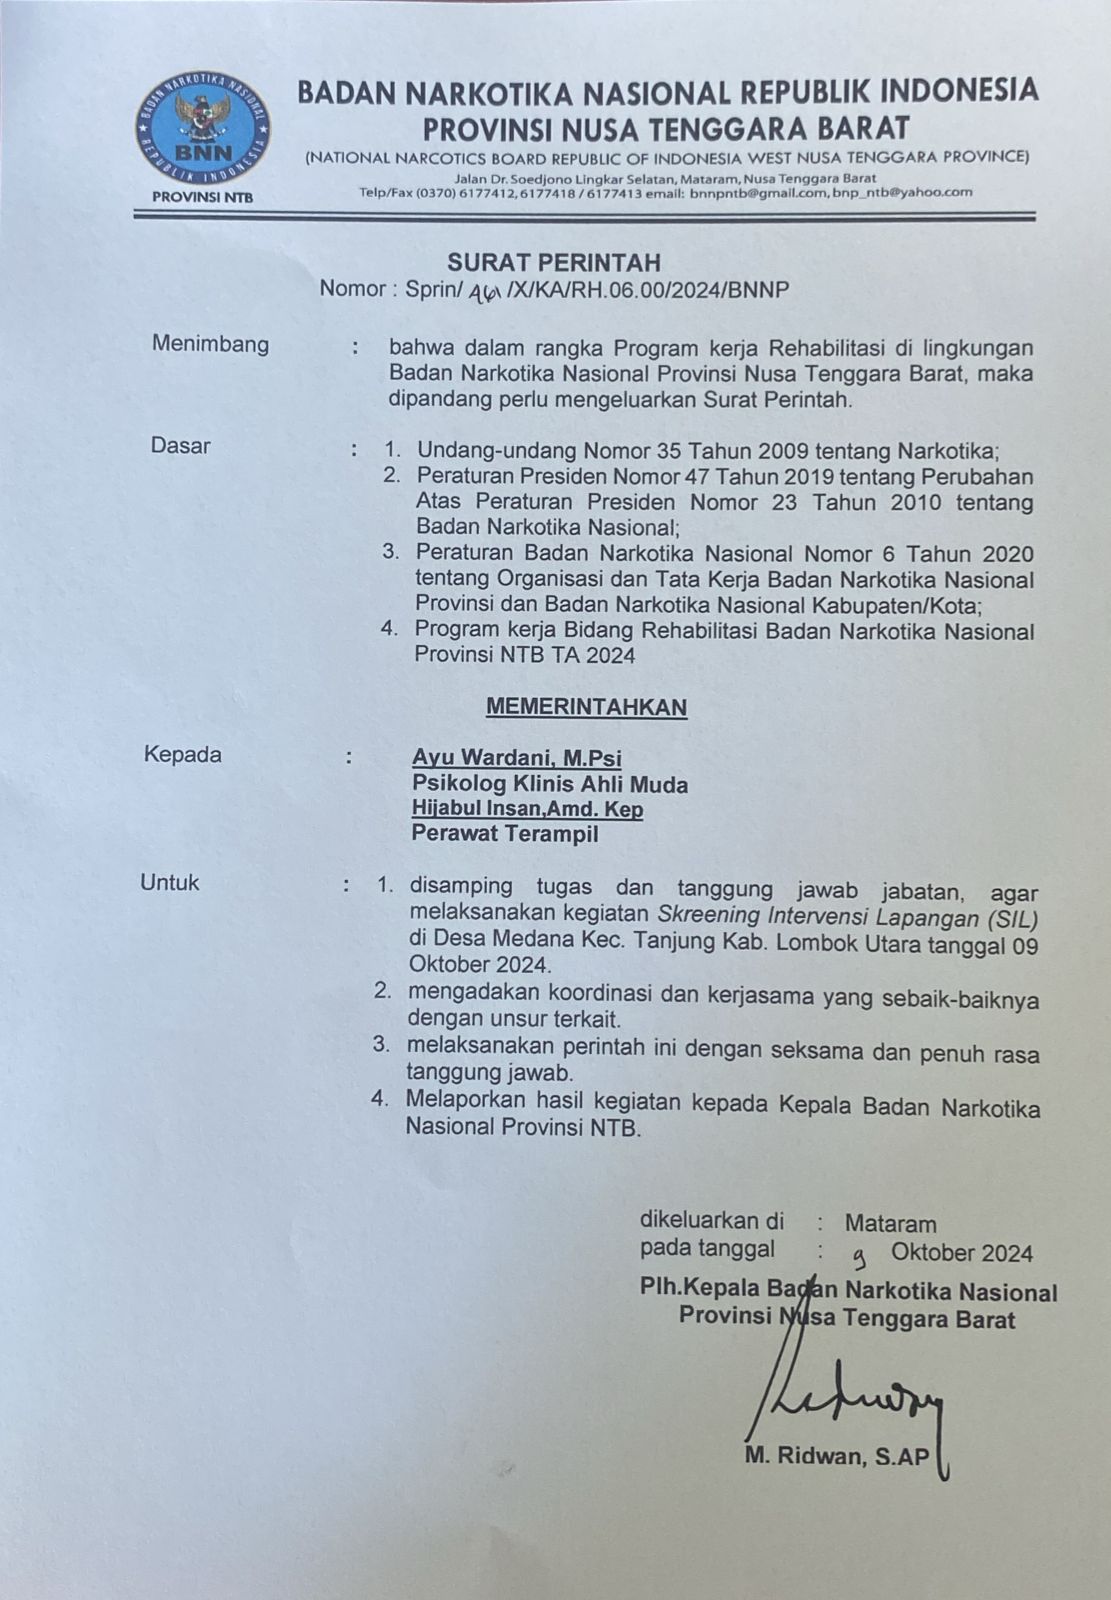 BADAN NARKOTIKA NASIONAL
REPUBLIK INDONESIA
BNN
PROVINSI NTB
BADAN NARKOTIKA NASIONAL REPUBLIK INDONESIA
PROVINSI NUSA TENGGARA BARAT
(NATIONAL NARCOTICS BOARD REPUBLIC OF INDONESIA WEST NUSA TENGGARA PROVINCE)
Jalan Dr. Soedjono Lingkar Selatan, Mataram, Nusa Tenggara Barat
Telp/Fax (0370) 6177412, 6177418 / 6177413 email: bnnpntb@gmail.com, bnp_ntb@yahoo.com
SURAT PERINTAH
Nomor : Sprin/ /X/KA/RH.06.00/2024/BNNP
Menimbang : bahwa dalam rangka Program kerja Rehabilitasi di lingkungan
Badan Narkotika Nasional Provinsi Nusa Tenggara Barat, maka
dipandang perlu mengeluarkan Surat Perintah.
Dasar : 1. Undang-undang Nomor 35 Tahun 2009 tentang Narkotika;
2. Peraturan Presiden Nomor 47 Tahun 2019 tentang Perubahan
Atas Peraturan Presiden Nomor 23 Tahun 2010 tentang
Badan Narkotika Nasional;
3. Peraturan Badan Narkotika Nasional Nomor 6 Tahun 2020
tentang Organisasi dan Tata Kerja Badan Narkotika Nasional
Provinsi dan Badan Narkotika Nasional Kabupaten/Kota;
4. Program kerja Bidang Rehabilitasi Badan Narkotika Nasional
Provinsi NTB TA 2024
MEMERINTAHKAN
Kepada : Ayu Wardani, M.Psi
Psikolog Klinis Ahli Muda
Hijabul Insan,Amd. Kep
Perawat Terampil
Untuk : 1. disamping tugas dan tanggung jawab jabatan, agar
melaksanakan kegiatan Skreening Intervensi Lapangan (SIL)
di Desa Medana Kec. Tanjung Kab. Lombok Utara tanggal 09
Oktober 2024.
2. mengadakan koordinasi dan kerjasama yang sebaik-baiknya
dengan unsur terkait.
3. melaksanakan perintah ini dengan seksama dan penuh rasa
tanggung jawab.
4. Melaporkan hasil kegiatan kepada Kepala Badan Narkotika
Nasional Provinsi NTB.
dikeluarkan di : Mataram
pada tanggal : 9 Oktober 2024
Plh.Kepala Badan Narkotika Nasional
Provinsi Nusa Tenggara Barat
M. Ridwan, S.AP